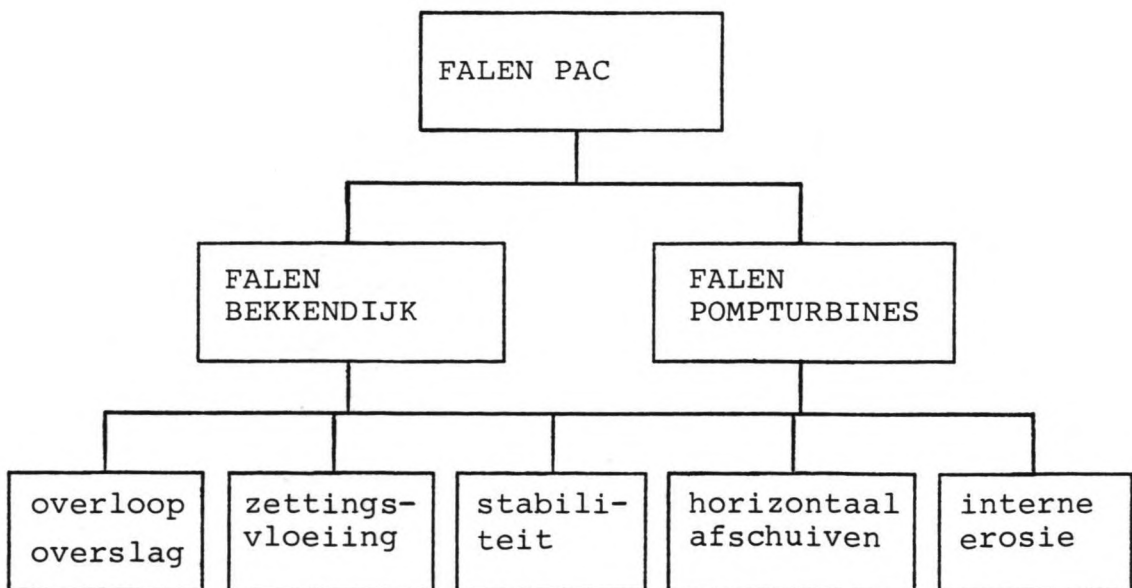 FALEN PAC
FALEN
BEKKENDIJK
FALEN
POMPTURBINES
overloop
overslag
zettings-
vloeiing
stabili-
teit
horizontaal
afschuiven
interne
erosie